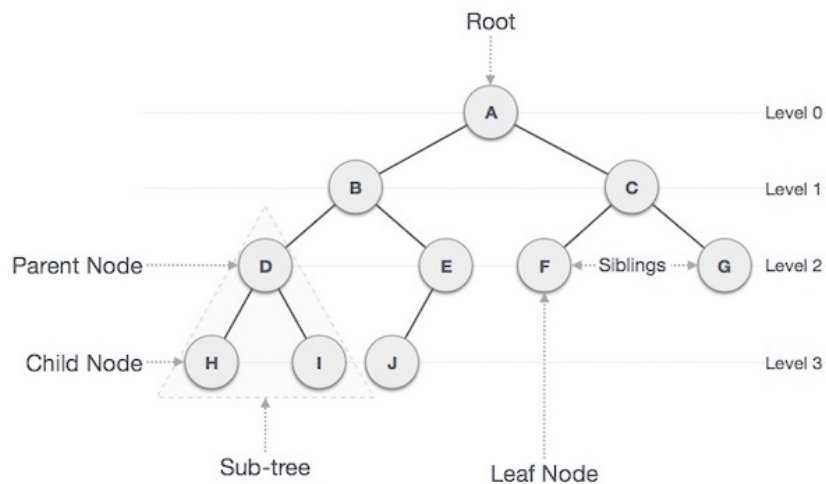 Root
A
Level 0
B
C
Level 1
Parent Node
D
E
F
Siblings
G
Level 2
Child Node
H
I
J
Level 3
Sub-tree
Leaf Node